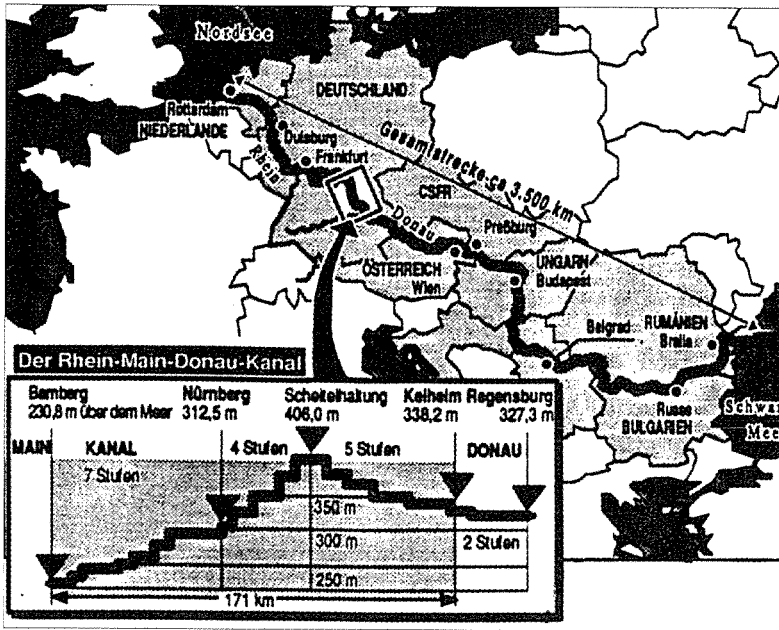 Nordsee
DEUTSCHLAND
Rotterdam
NIEDERLANDE
Duisburg
Rhein
Frankfurt
Gesamtstrecke ca. 3.500 km
CSFR
Donau
Preßburg
ÖSTERREICH
Wien
UNGARN
Budapest
Belgrad
RUMÄNIEN
Braila
Russe
BULGARIEN
Schwar
Mee
Der Rhein-Main-Donau-Kanal
Bamberg Nürnberg Scheitelhaltung Kelheim Regensburg
230,8 m über dem Meer 312,5 m 406,0 m 338,2 m 327,3 m
MAIN KANAL 4 Stufen 5 Stufen DONAU
7 Stufen
350 m
300 m 2 Stufen
250 m
171 km